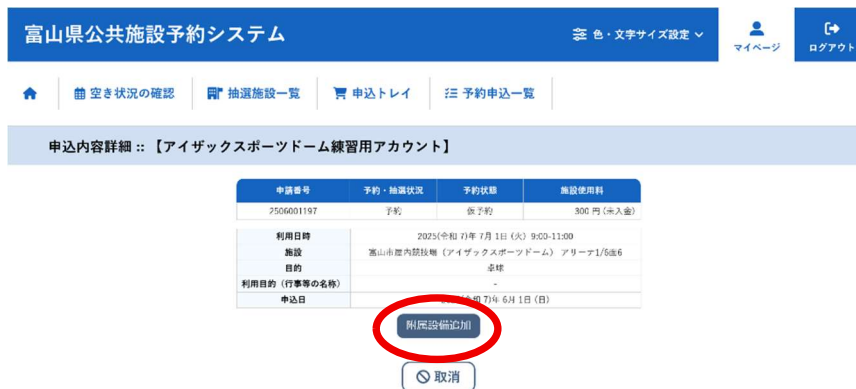 富山県公共施設予約システム
色・文字サイズ設定
マイページ
ログアウト
空き状況の確認
抽選施設一覧
申込トレイ
予約申込一覧
申込内容詳細 :: 【アイザックスポーツドーム練習用アカウント】
申請番号 予約・抽選状況 予約状態 施設使用料
2506001197 予約 仮予約 300 円 (未入金)
利用日時 2025(令和 7)年 7月 1日 (火) 9:00-11:00
施設 富山市屋内競技場 (アイザックスポーツドーム) アリーナ1/6面6
目的 卓球
利用目的 (行事等の名称) -
申込日 2025(令和 7)年 6月 1日 (日)
附属設備追加
取消